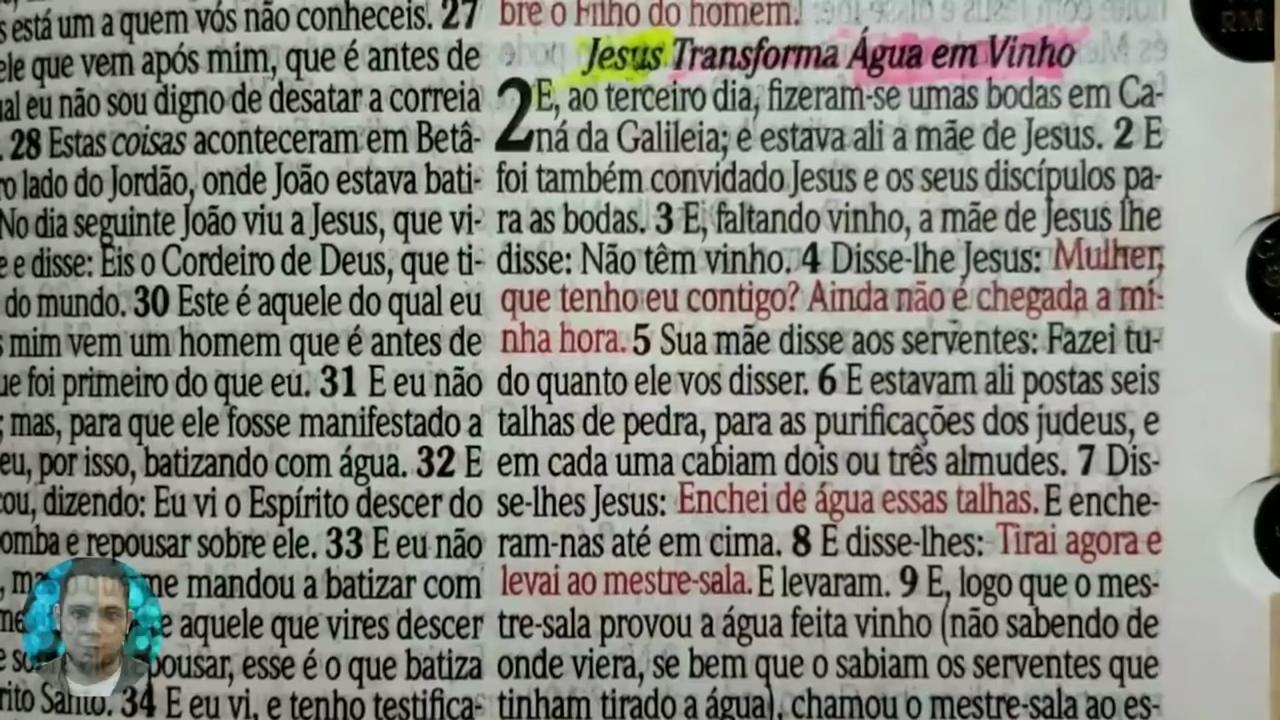 está um a quem vós não conheceis. 27
ele que vem após mim, que é antes de
eu não sou digno de desatar a correia
28 Estas coisas aconteceram em Betâ-
lado do Jordão, onde João estava bati-
No dia seguinte João viu a Jesus, que vi-
e disse: Eis o Cordeiro de Deus, que ti-
do mundo. 30 Este é aquele do qual eu
mim vem um homem que é antes de
foi primeiro do que eu. 31 E eu não
; mas, para que ele fosse manifestado a
eu, por isso, batizando com água. 32 E
dizendo: Eu vi o Espírito descer do
e repousar sobre ele. 33 E eu não
me mandou a batizar com
aquele que vires descer
esse é o que batiza
34 E eu vi, e tenho testifica-
bre o Filho do homem.
Jesus Transforma Água em Vinho
2 E, ao terceiro dia, fizeram-se umas bodas em Ca-
ná da Galileia; e estava ali a mãe de Jesus. 2 E
foi também convidado Jesus e os seus discípulos pa-
ra as bodas. 3 E, faltando vinho, a mãe de Jesus lhe
disse: Não têm vinho. 4 Disse-lhe Jesus: Mulher,
que tenho eu contigo? Ainda não é chegada a mi-
nha hora. 5 Sua mãe disse aos serventes: Fazei tu-
do quanto ele vos disser. 6 E estavam ali postas seis
talhas de pedra, para as purificações dos judeus, e
em cada uma cabiam dois ou três almudes. 7 Dis-
se-lhes Jesus: Enchei de água essas talhas. E enche-
ram-nas até em cima. 8 E disse-lhes: Tirai agora e
levai ao mestre-sala. E levaram. 9 E, logo que o mes-
tre-sala provou a água feita vinho (não sabendo de
onde viera, se bem que o sabiam os serventes que
tinham tirado a água), chamou o mestre-sala ao es-
RM